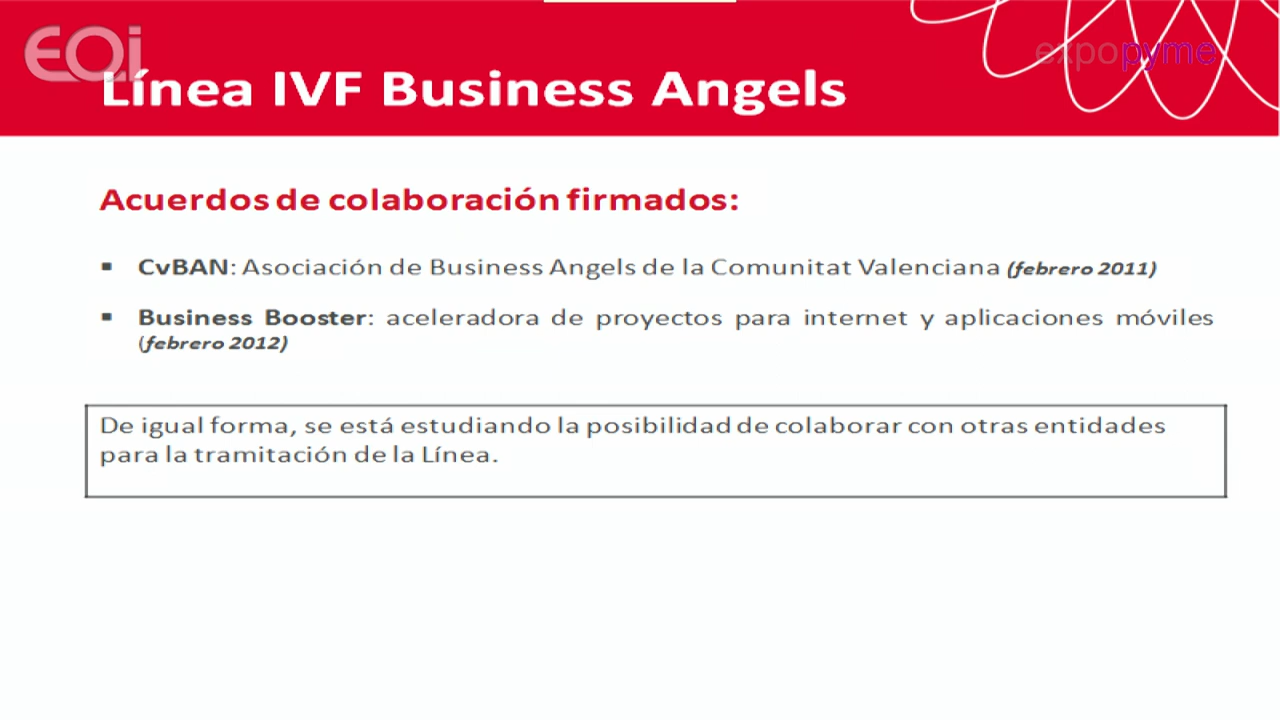 EOi
expopyme
Línea IVF Business Angels
Acuerdos de colaboración firmados:
▪ CvBAN: Asociación de Business Angels de la Comunitat Valenciana (febrero 2011)
▪ Business Booster: aceleradora de proyectos para internet y aplicaciones móviles
(febrero 2012)
De igual forma, se está estudiando la posibilidad de colaborar con otras entidades
para la tramitación de la Línea.